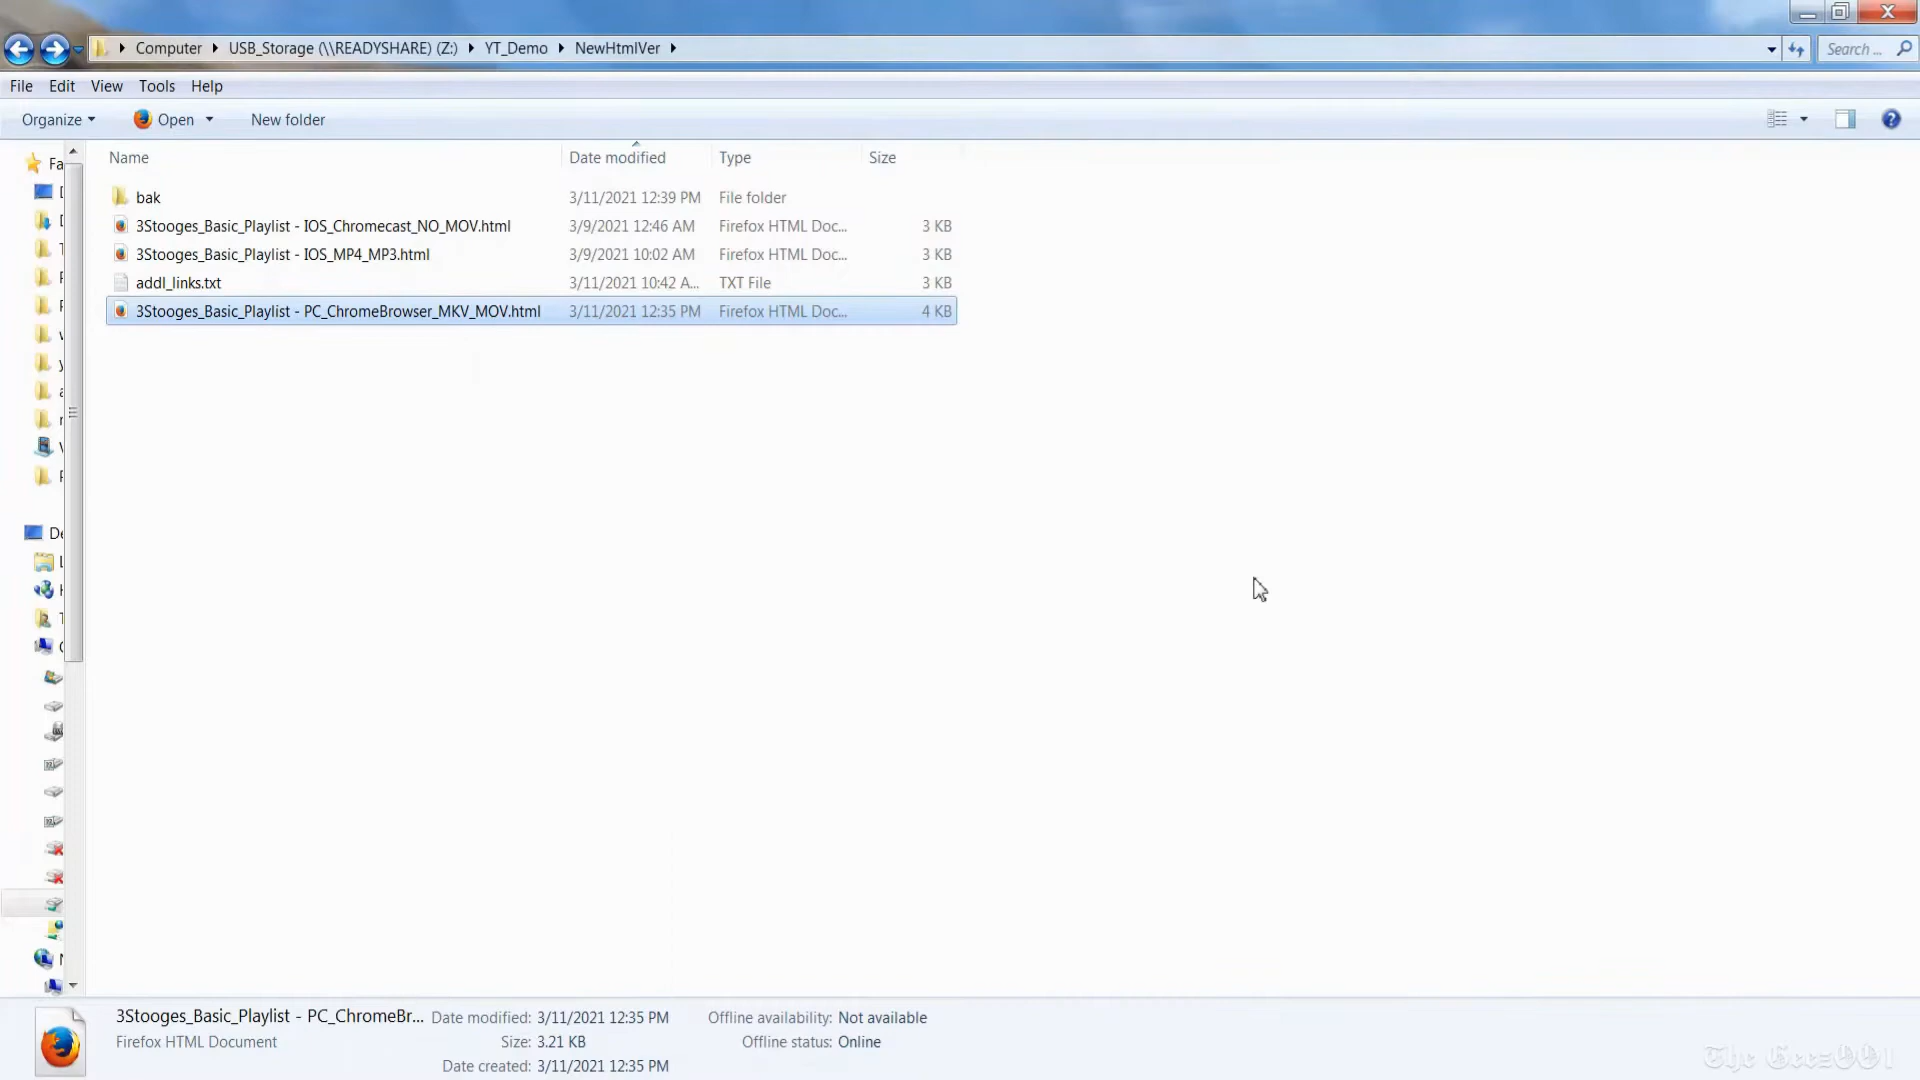 Computer USB_Storage (\\READYSHARE) (Z:) YT_Demo NewHtmlVer
Search ...
File Edit View Tools Help
Organize Open New folder
Name Date modified Type Size
Fa
bak 3/11/2021 12:39 PM File folder
3Stooges_Basic_Playlist - IOS_Chromecast_NO_MOV.html 3/9/2021 12:46 AM Firefox HTML Doc... 3 KB
3Stooges_Basic_Playlist - IOS_MP4_MP3.html 3/9/2021 10:02 AM Firefox HTML Doc... 3 KB
addl_links.txt 3/11/2021 10:42 A... TXT File 3 KB
3Stooges_Basic_Playlist - PC_ChromeBrowser_MKV_MOV.html 3/11/2021 12:35 PM Firefox HTML Doc... 4 KB
De
3Stooges_Basic_Playlist - PC_ChromeBr... Date modified: 3/11/2021 12:35 PM Offline availability: Not available
Firefox HTML Document Size: 3.21 KB Offline status: Online
Date created: 3/11/2021 12:35 PM
The Geez001